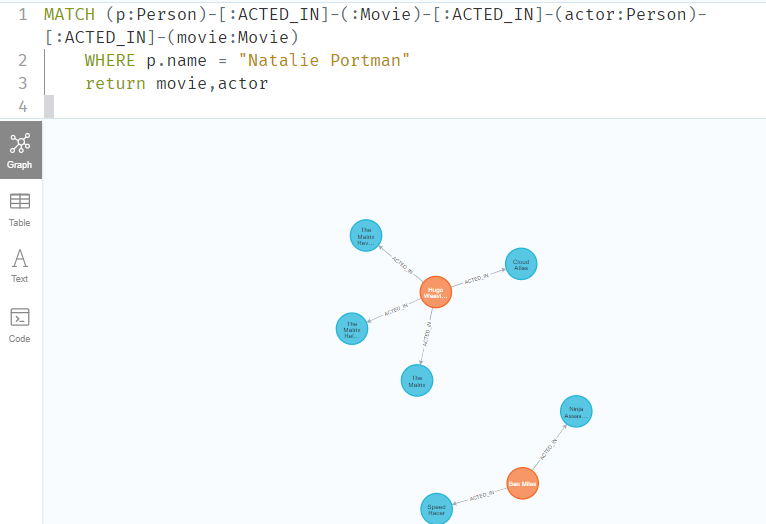 1 MATCH (p:Person)-[:ACTED_IN]-(:Movie)-[:ACTED_IN]-(actor:Person)-
[:ACTED_IN]-(movie:Movie)
2 WHERE p.name = "Natalie Portman"
3 return movie,actor
4
Graph
Table
Text
Code
The
Matrix
Rev...
ACTED_IN
Cloud
Atlas
ACTED_IN
Hugo
Weavi...
ACTED_IN
The
Matrix
Rel...
ACTED_IN
The
Matrix
Ninja
Assas...
ACTED_IN
Ben Miles
ACTED_IN
Speed
Racer